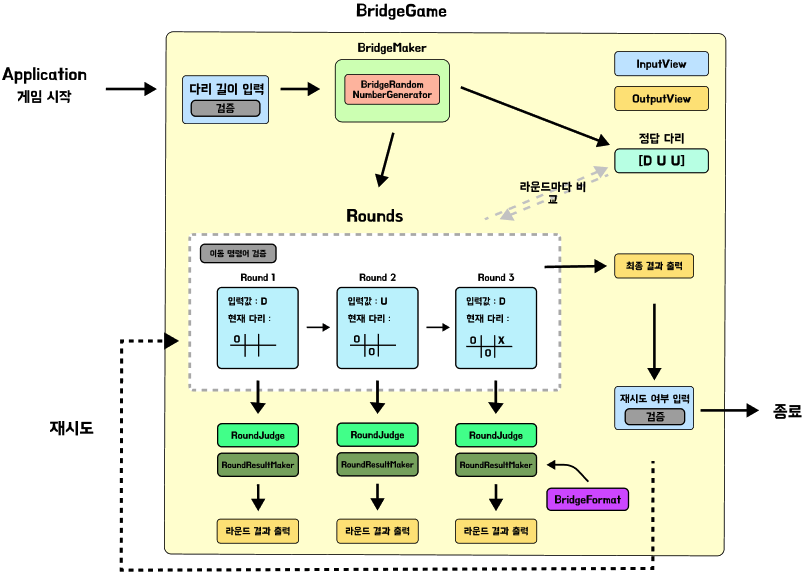 BridgeGame
Application
게임 시작
다리 길이 입력
검증
BridgeMaker
BridgeRandom
NumberGenerator
InputView
OutputView
정답 다리
[D U U]
라운드마다 비
교
Rounds
이동 명령어 검증
Round 1
입력값 : D
현재 다리 :
O
Round 2
입력값 : U
현재 다리 :
O
O
Round 3
입력값 : D
현재 다리 :
O X
O
최종 결과 출력
재시도 여부 입력
검증
종료
재시도
RoundJudge
RoundResultMaker
라운드 결과 출력
RoundJudge
RoundResultMaker
라운드 결과 출력
RoundJudge
RoundResultMaker
라운드 결과 출력
BridgeFormat